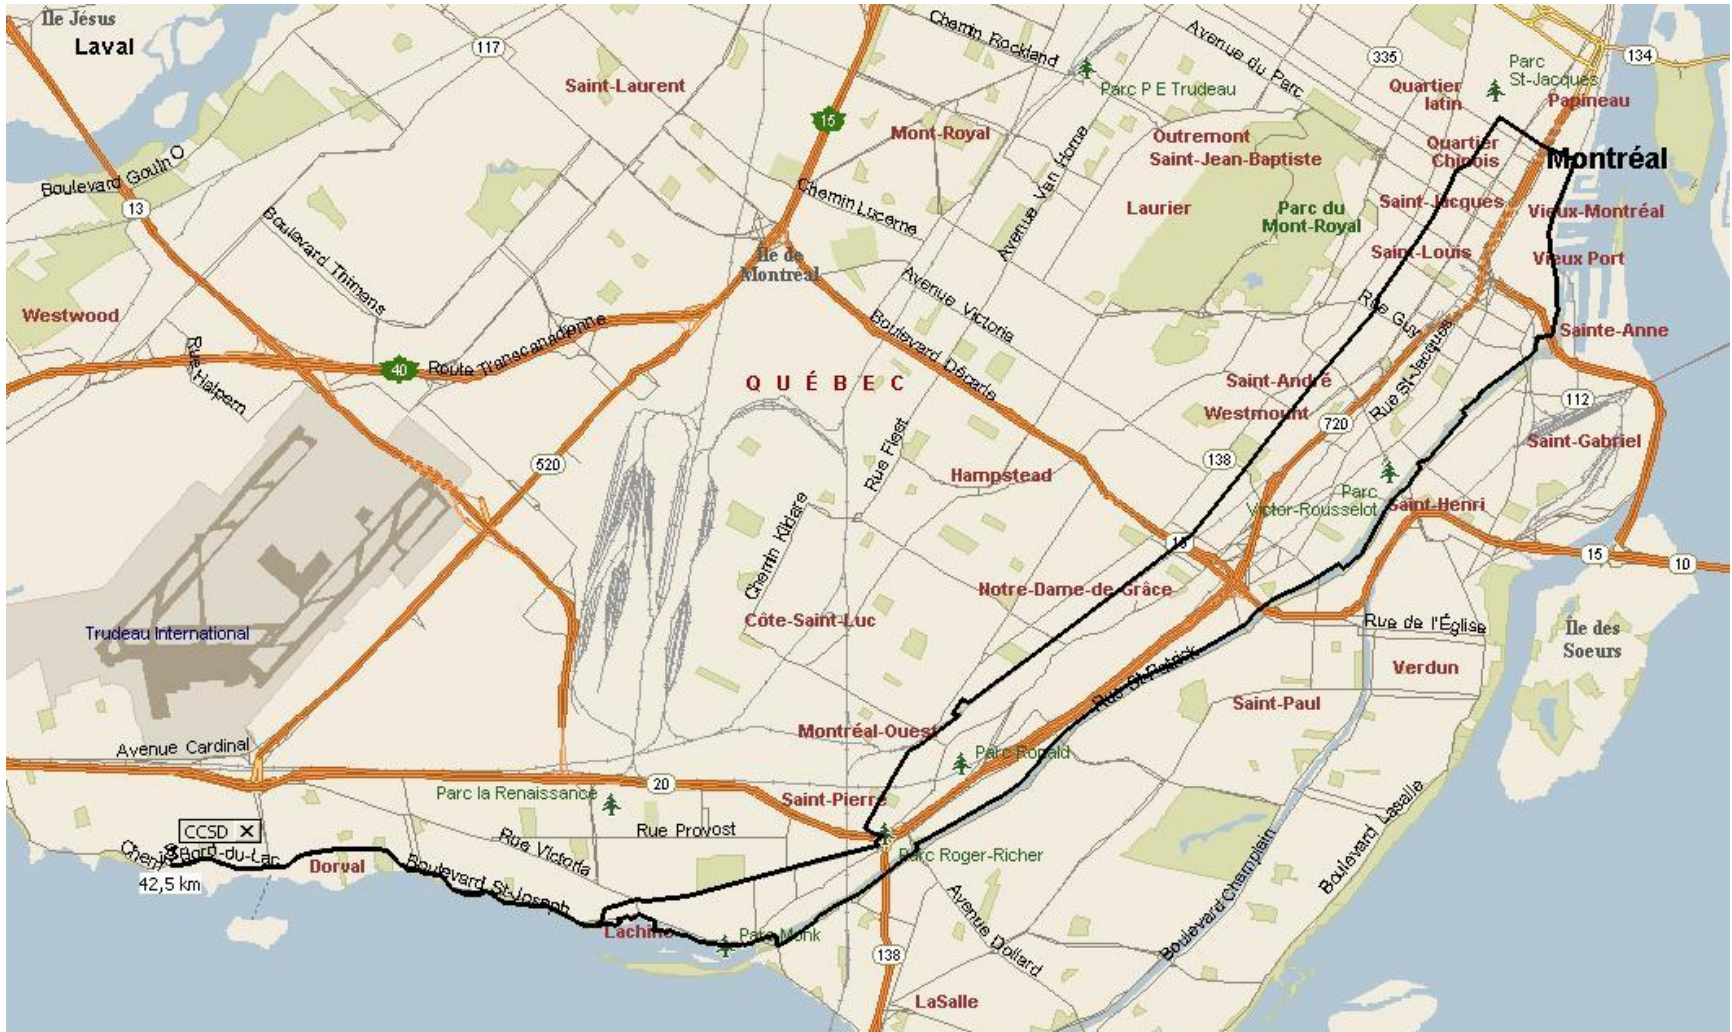 Île Jésus
Laval
117
Chemin Rockland
Avenue du Parc
335
134
Parc
St-Jacques
Quartier
latin
Papineau
Saint-Laurent
Parc P E Trudeau
15
Mont-Royal
Outremont
Saint-Jean-Baptiste
Quartier
Chinois
Montréal
Boulevard Gouin O
13
Boulevard Thimens
Chemin Lucerne
Avenue Van Horne
Laurier
Parc du
Mont-Royal
Saint-Jacques
Vieux-Montréal
Île de
Montréal
Saint-Louis
Vieux Port
Westwood
Rue Halpern
40
Route Transcanadienne
Avenue Victoria
Boulevard Décarie
Rue Guy
Sainte-Anne
QUÉBEC
Saint-André
Westmount
Rue St-Jacques
112
720
Saint-Gabriel
520
Rue Fleet
Hampstead
138
Parc
Victor-Rousselot
Saint-Henri
Chemin Kildare
15
15
10
Notre-Dame-de-Grâce
Côte-Saint-Luc
Trudeau International
Rue de l'Église
Île des
Soeurs
Rue St-Patrick
Verdun
Saint-Paul
Montréal-Ouest
Avenue Cardinal
Parc Ronald
20
Parc la Renaissance
Saint-Pierre
CCSD
Rue Provost
Rue Victoria
Parc Roger-Richer
Boulevard Lasalle
Dorval
42,5 km
Boulevard St-Joseph
Avenue Dollard
Boulevard Champlain
Lachine
Parc Monk
138
LaSalle